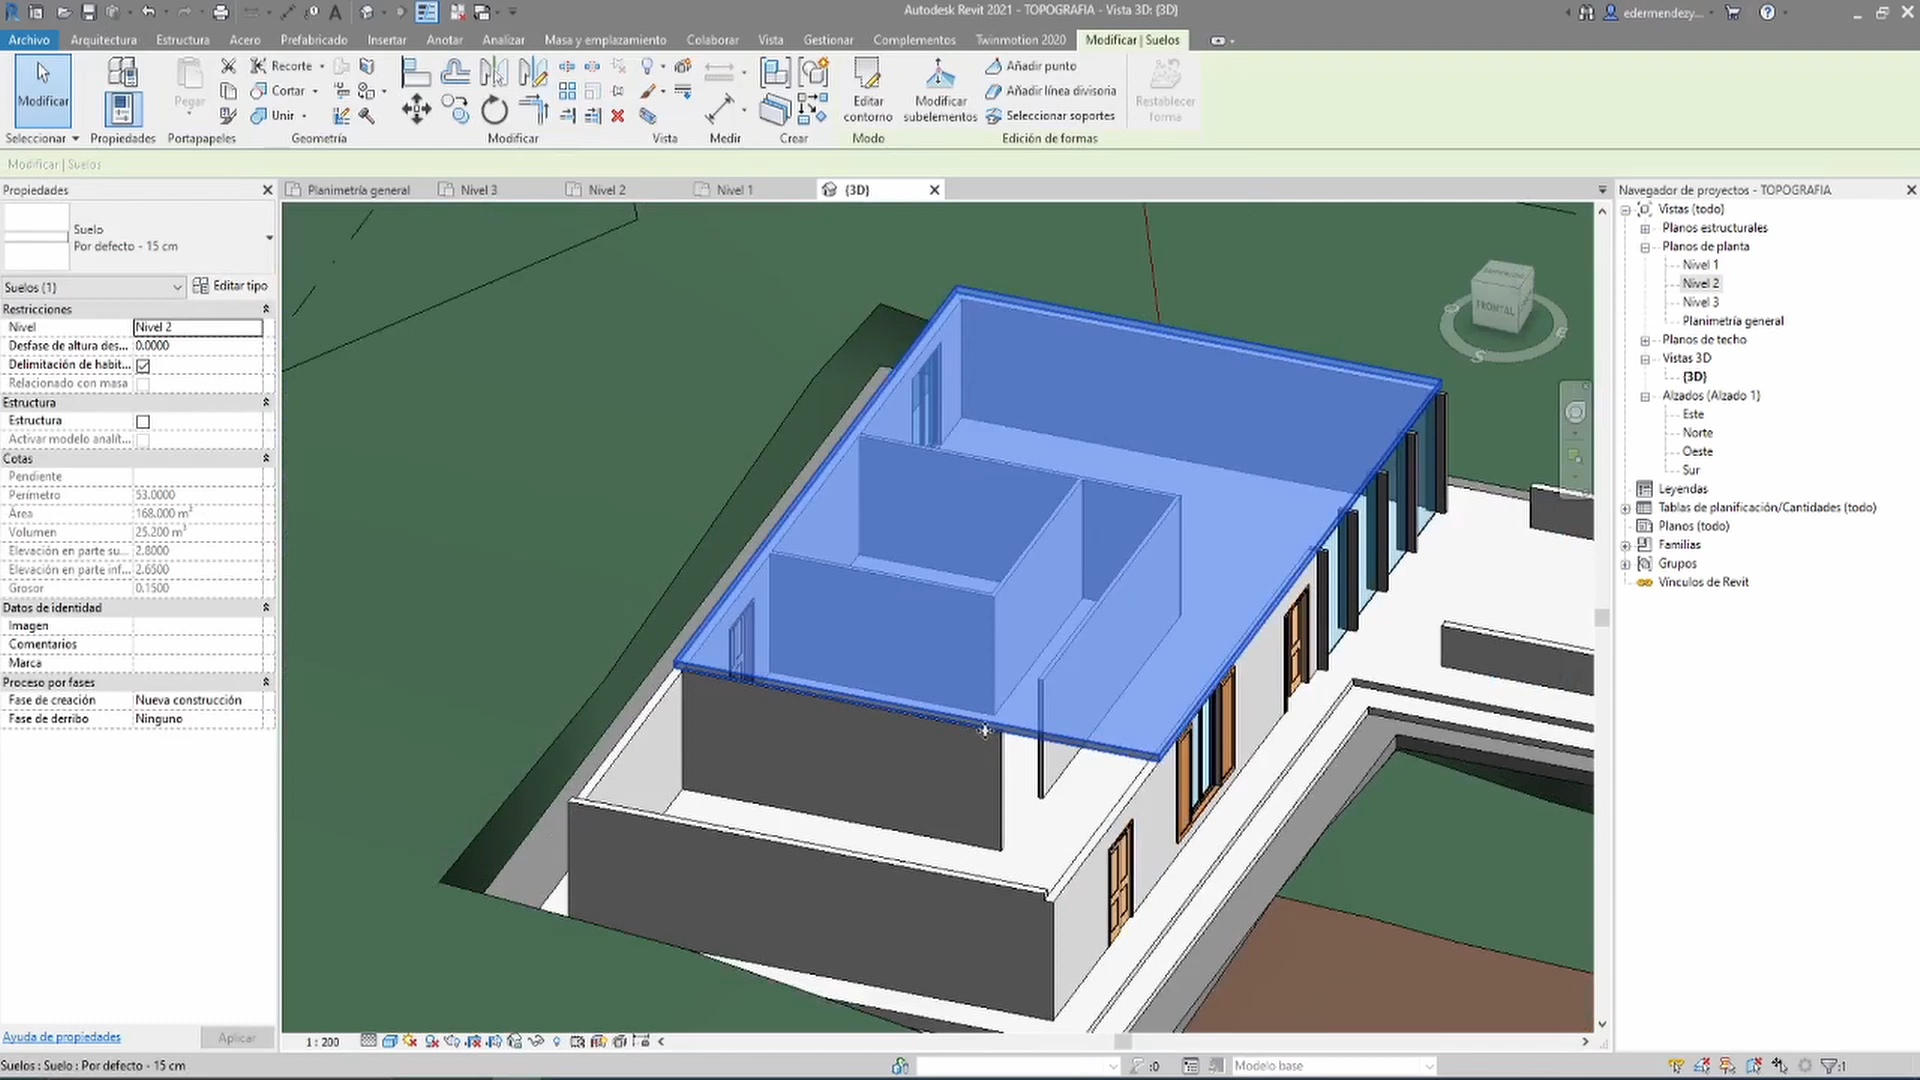 Autodesk Revit 2021 - TOPOGRAFIA - Vista 3D: {3D}
edermendezy...
Archivo Arquitectura Estructura Acero Prefabricado Insertar Anotar Analizar Masa y emplazamiento Colaborar Vista Gestionar Complementos Twinmotion 2020 Modificar | Suelos
Modificar
Pegar
Recorte
Cortar
Unir
Editar contorno
Modificar subelementos
Añadir punto
Añadir línea divisoria
Seleccionar soportes
Restablecer forma
Seleccionar Propiedades Portapapeles Geometría Modificar Vista Medir Crear Modo Edición de formas
Modificar | Suelos
Propiedades
Planimetría general Nivel 3 Nivel 2 Nivel 1 {3D}
Navegador de proyectos - TOPOGRAFIA
Suelo
Por defecto - 15 cm
Suelos (1) Editar tipo
Restricciones
Nivel Nivel 2
Desfase de altura des... 0.0000
Delimitación de habit...
Relacionado con masa
Estructura
Estructura
Activar modelo analít...
Cotas
Pendiente
Perímetro 53.0000
Área 168.000 m²
Volumen 25.200 m³
Elevación en parte su... 2.8000
Elevación en parte inf... 2.6500
Grosor 0.1500
Datos de identidad
Imagen
Comentarios
Marca
Proceso por fases
Fase de creación Nueva construcción
Fase de derribo Ninguno
Ayuda de propiedades Aplicar
FRONTAL
S
E
Vistas (todo)
Planos estructurales
Planos de planta
Nivel 1
Nivel 2
Nivel 3
Planimetría general
Planos de techo
Vistas 3D
{3D}
Alzados (Alzado 1)
Este
Norte
Oeste
Sur
Leyendas
Tablas de planificación/Cantidades (todo)
Planos (todo)
Familias
Grupos
Vínculos de Revit
1 : 200
Suelos : Suelo : Por defecto - 15 cm
:0
Modelo base
:1